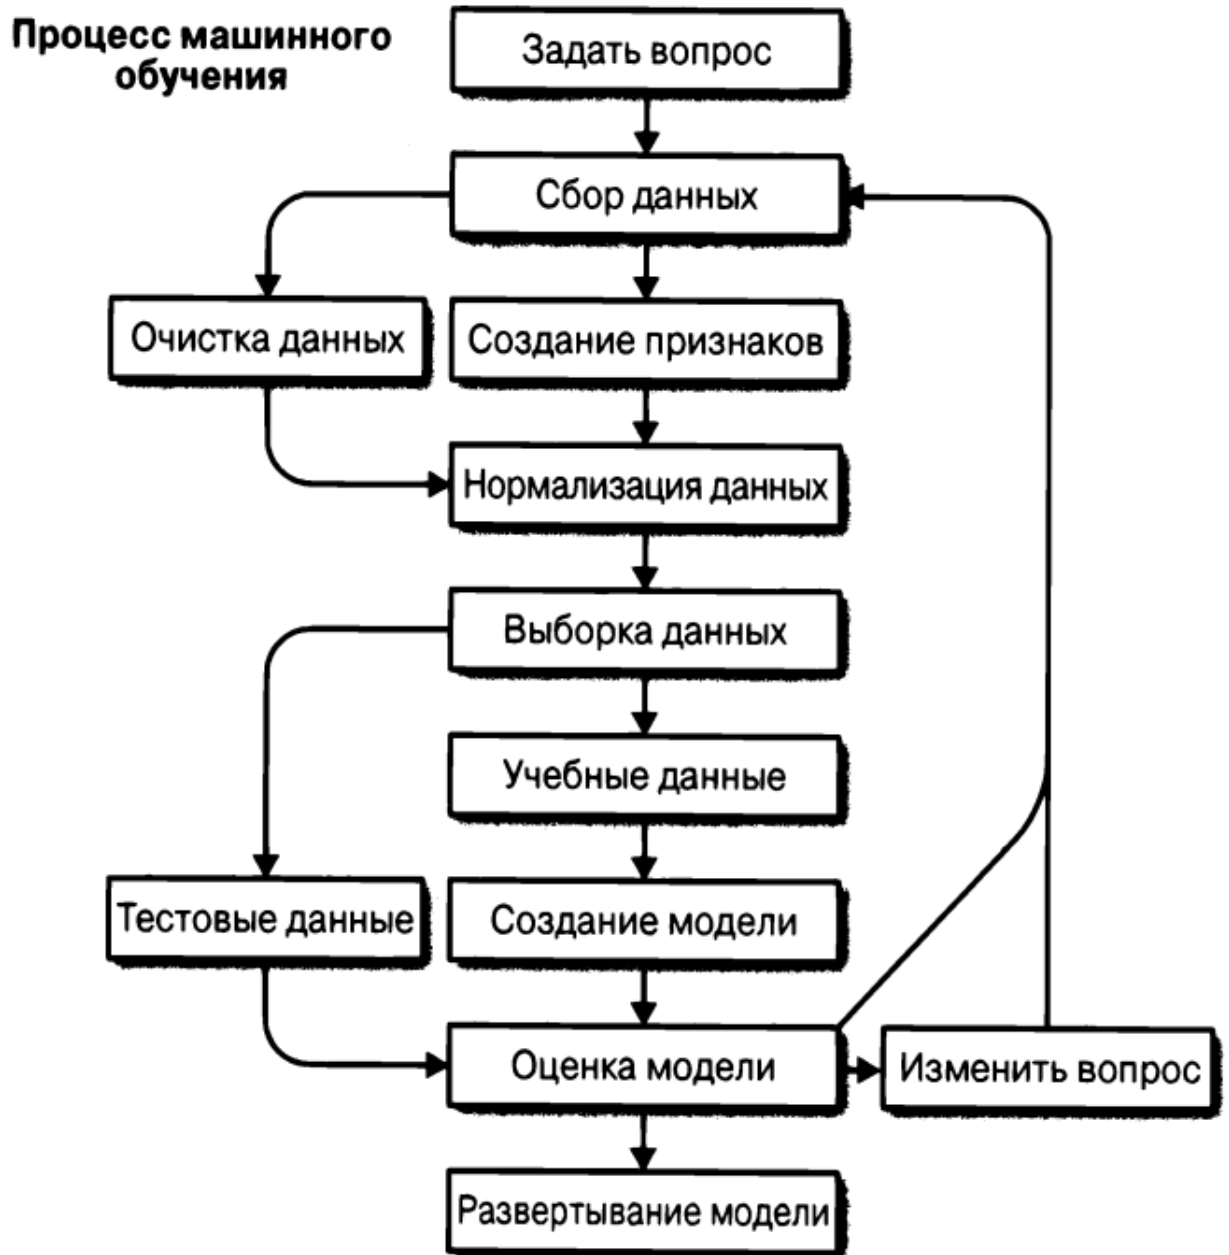 Процесс машинного
обучения
Задать вопрос
Сбор данных
Очистка данных
Создание признаков
Нормализация данных
Выборка данных
Учебные данные
Тестовые данные
Создание модели
Оценка модели
Изменить вопрос
Развертывание модели